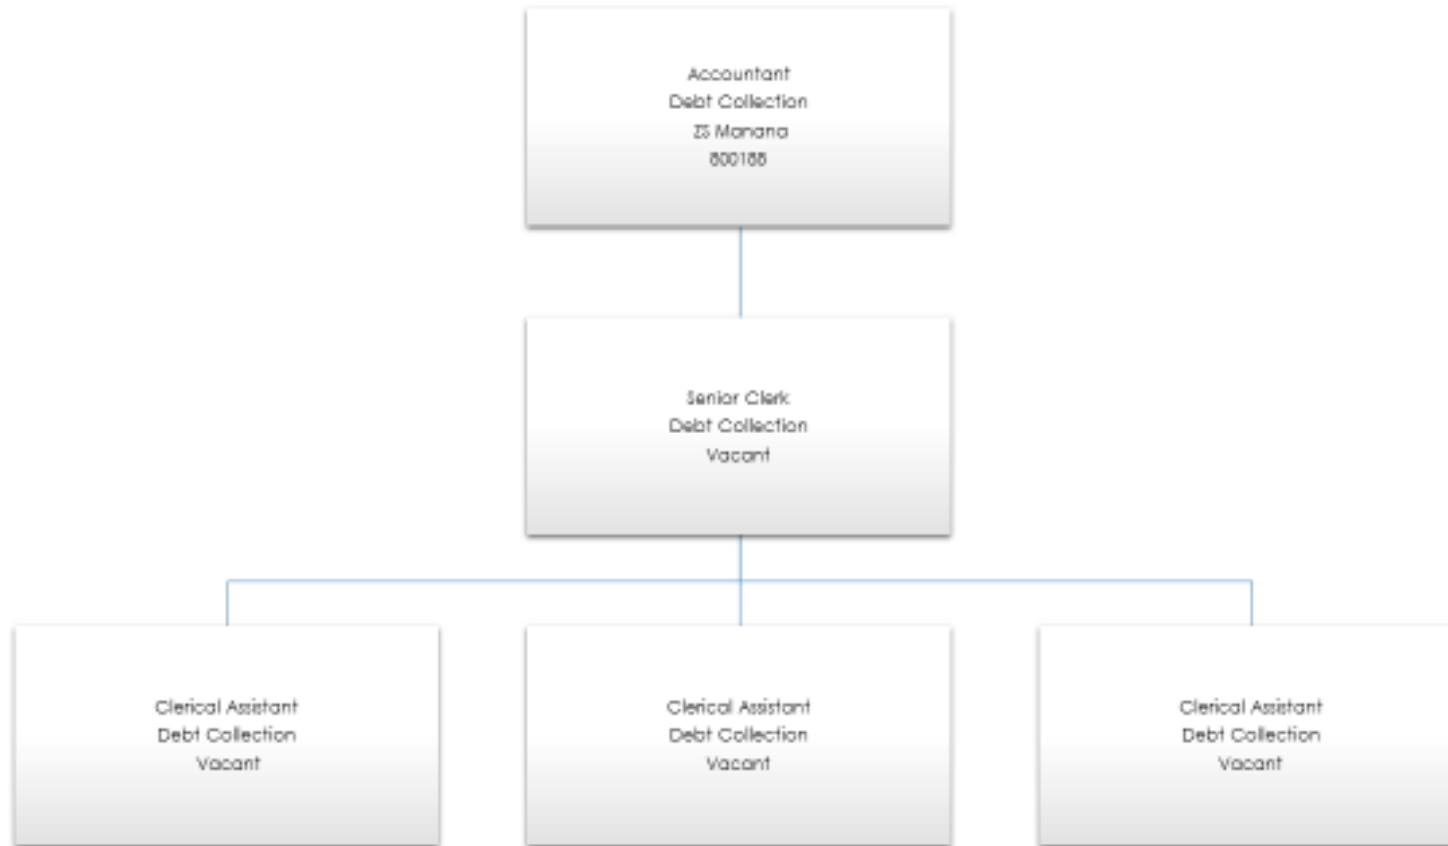 Accountant
Debt Collection
ZS Manana
800188
Senior Clerk
Debt Collection
Vacant
Clerical Assistant
Debt Collection
Vacant
Clerical Assistant
Debt Collection
Vacant
Clerical Assistant
Debt Collection
Vacant